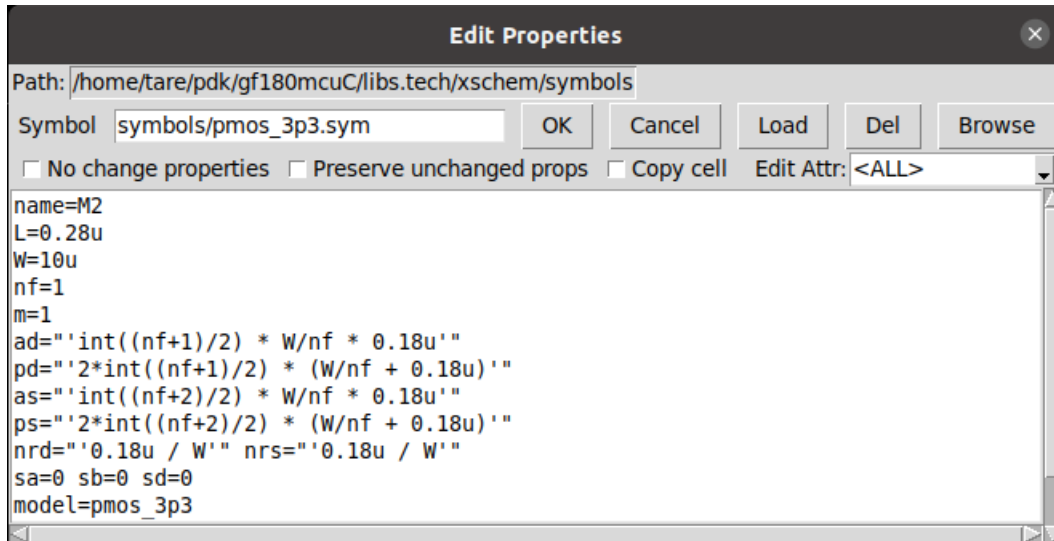 Edit Properties
Path: /home/tare/pdk/gf180mcuC/libs.tech/xschem/symbols
Symbol symbols/pmos_3p3.sym OK Cancel Load Del Browse
No change properties Preserve unchanged props Copy cell Edit Attr: <ALL>
name=M2
L=0.28u
W=10u
nf=1
m=1
ad="'int((nf+1)/2) * W/nf * 0.18u'"
pd="'2*int((nf+1)/2) * (W/nf + 0.18u)'"
as="'int((nf+2)/2) * W/nf * 0.18u'"
ps="'2*int((nf+2)/2) * (W/nf + 0.18u)'"
nrd="'0.18u / W'" nrs="'0.18u / W'"
sa=0 sb=0 sd=0
model=pmos_3p3